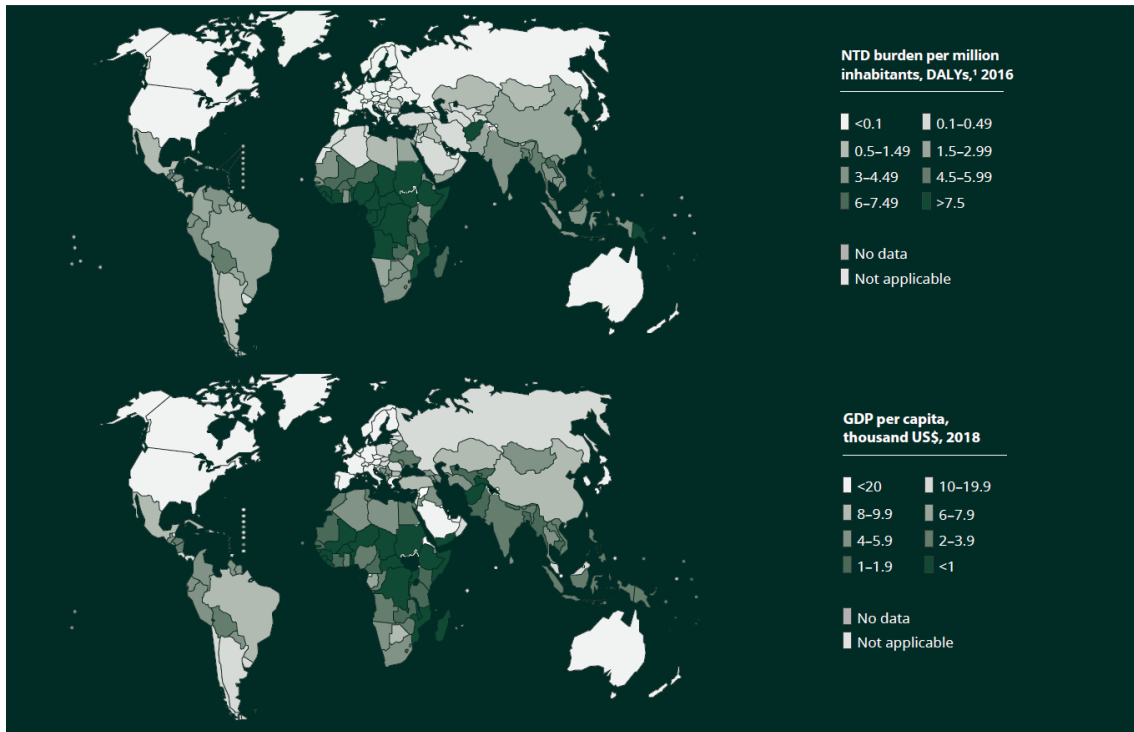 NTD burden per million
inhabitants, DALYs,¹ 2016
<0.1 0.1–0.49
0.5–1.49 1.5–2.99
3–4.49 4.5–5.99
6–7.49 >7.5
No data
Not applicable
GDP per capita,
thousand US$, 2018
<20 10–19.9
8–9.9 6–7.9
4–5.9 2–3.9
1–1.9 <1
No data
Not applicable